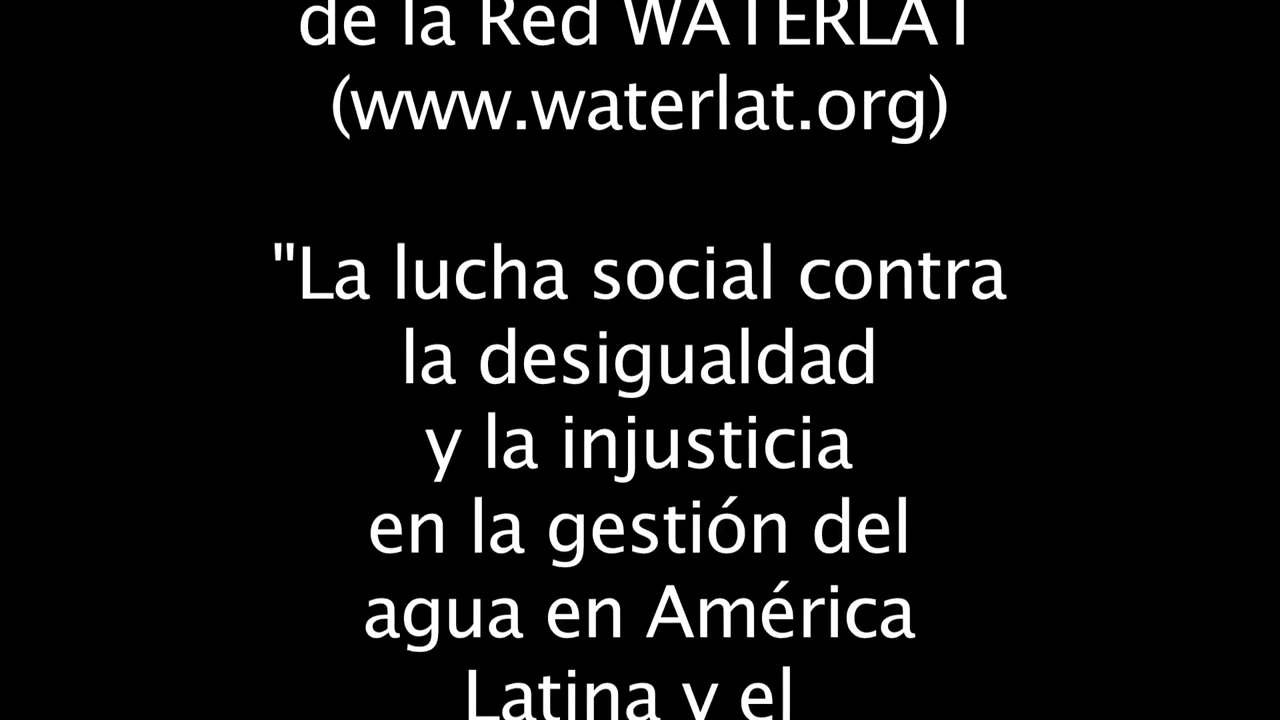 de la Red WATERLAT
(www.waterlat.org)
"La lucha social contra
la desigualdad
y la injusticia
en la gestión del
agua en América
Latina y el